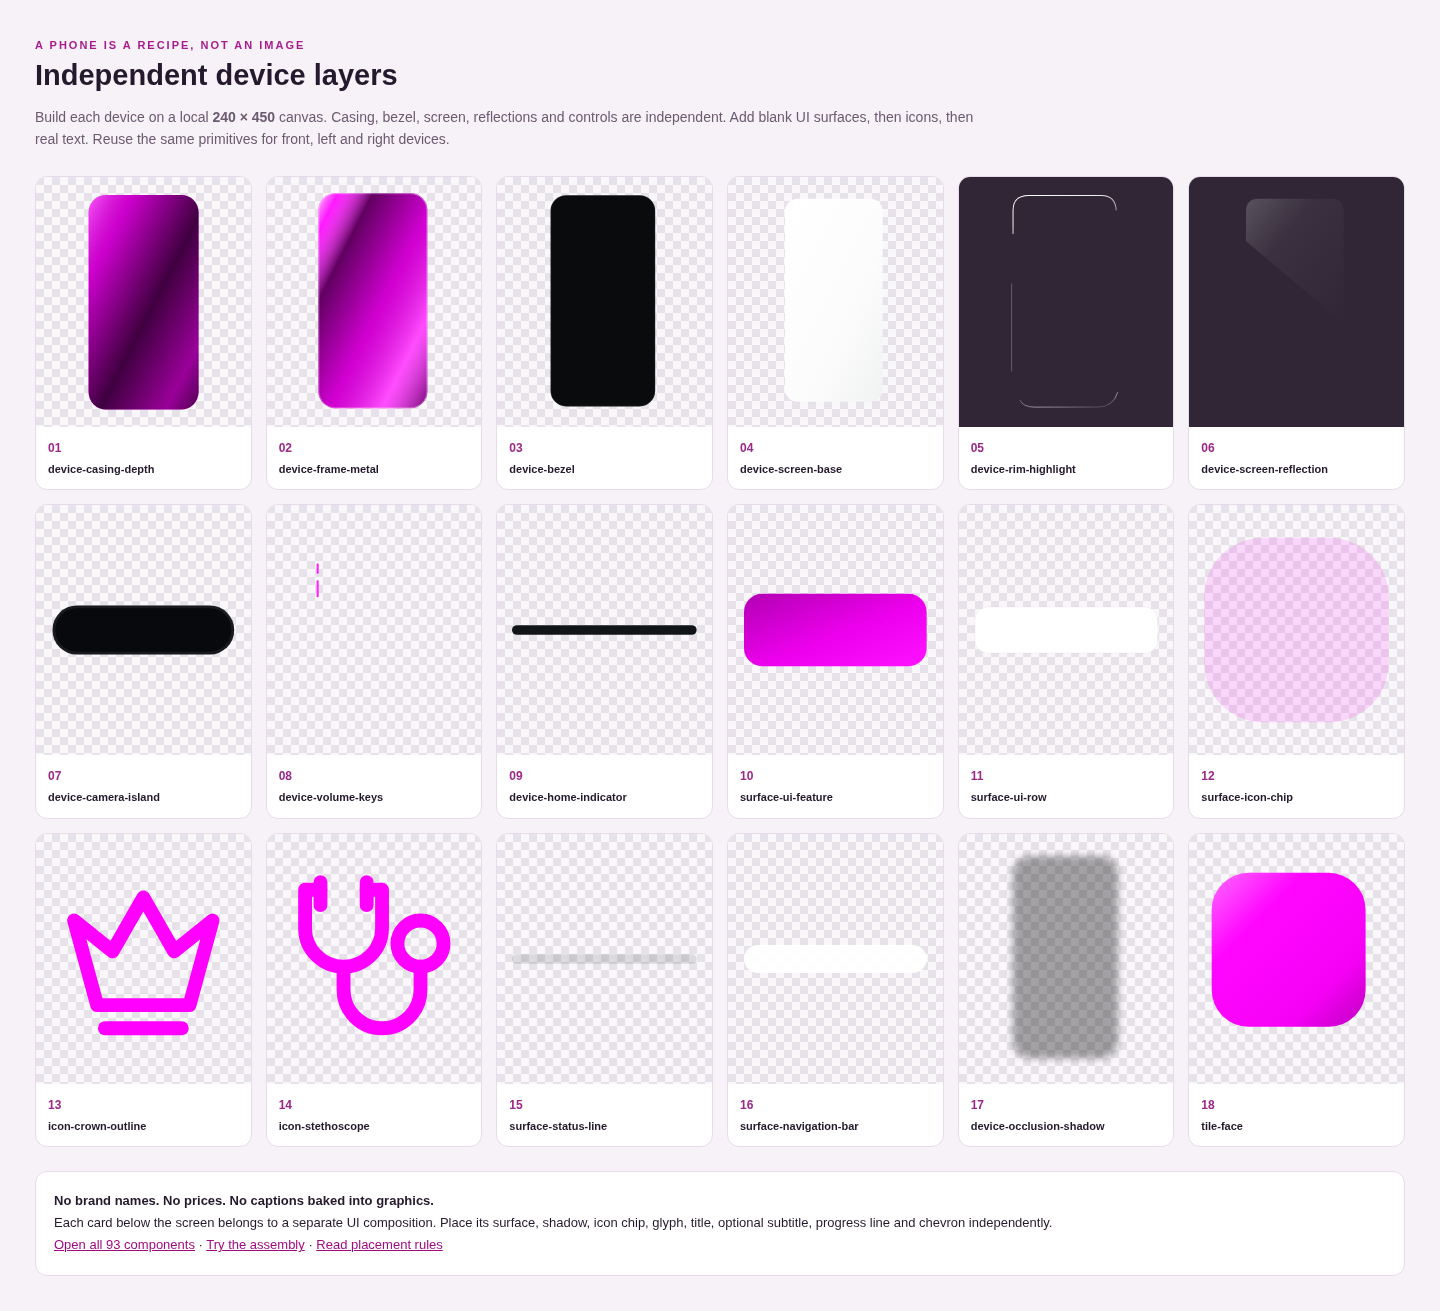 A PHONE IS A RECIPE, NOT AN IMAGE
Independent device layers
Build each device on a local 240 × 450 canvas. Casing, bezel, screen, reflections and controls are independent. Add blank UI surfaces, then icons, then
real text. Reuse the same primitives for front, left and right devices.
01
device-casing-depth
02
device-frame-metal
03
device-bezel
04
device-screen-base
05
device-rim-highlight
06
device-screen-reflection
07
device-camera-island
08
device-volume-keys
09
device-home-indicator
10
surface-ui-feature
11
surface-ui-row
12
surface-icon-chip
13
icon-crown-outline
14
icon-stethoscope
15
surface-status-line
16
surface-navigation-bar
17
device-occlusion-shadow
18
tile-face
No brand names. No prices. No captions baked into graphics.
Each card below the screen belongs to a separate UI composition. Place its surface, shadow, icon chip, glyph, title, optional subtitle, progress line and chevron independently.
Open all 93 components · Try the assembly · Read placement rules